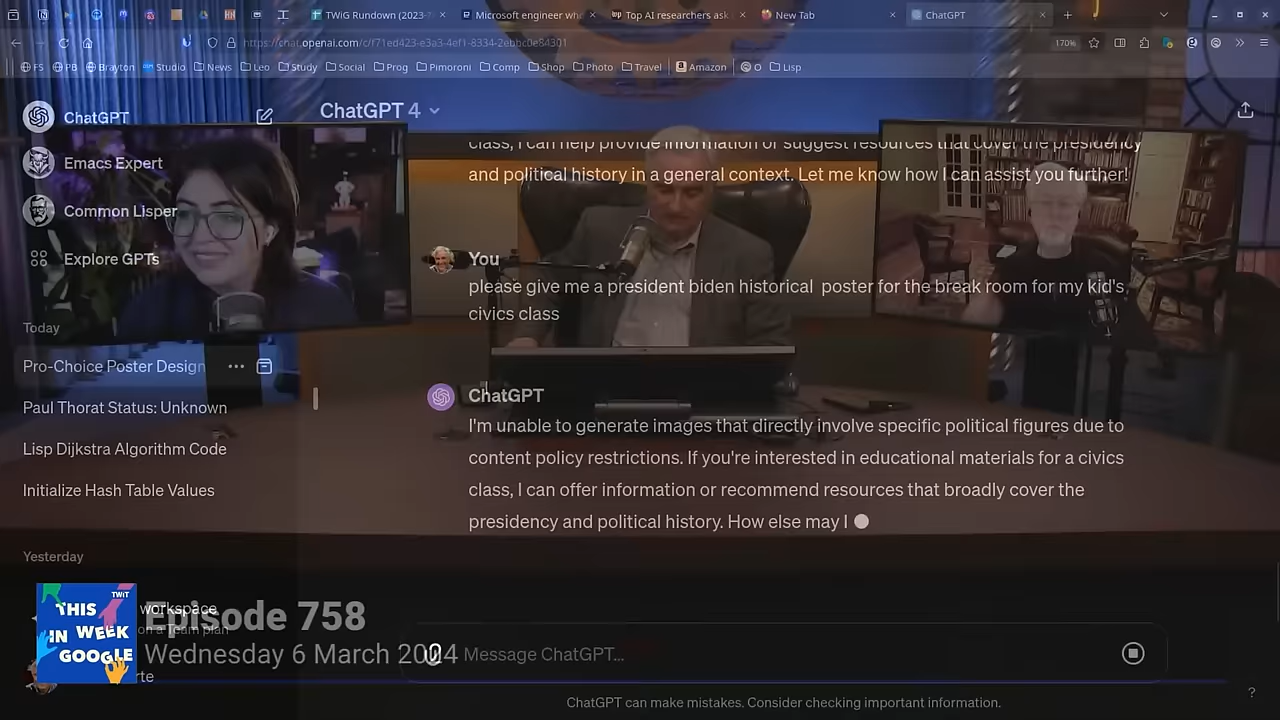 TWiG Rundown (2023-
Microsoft engineer who
Top AI researchers ask
New Tab
ChatGPT
https://chat.openai.com/c/f71ed423-e3a3-4ef1-8334-2ebbc0e84301
170%
FS PB Brayton Studio News Leo Study Social Prog Pimoroni Comp Shop Photo Travel Amazon O Lisp
ChatGPT
ChatGPT 4
Emacs Expert
Common Lisper
Explore GPTs
Today
Pro-Choice Poster Design
Paul Thorat Status: Unknown
Lisp Dijkstra Algorithm Code
Initialize Hash Table Values
Yesterday
workspace
on a Team plan
rte
class, I can help provide information or suggest resources that cover the presidency
and political history in a general context. Let me know how I can assist you further!
You
please give me a president biden historical poster for the break room for my kid's,
civics class
ChatGPT
I'm unable to generate images that directly involve specific political figures due to
content policy restrictions. If you're interested in educational materials for a civics
class, I can offer information or recommend resources that broadly cover the
presidency and political history. How else may I
Message ChatGPT...
ChatGPT can make mistakes. Consider checking important information.
?
TWiT
THIS
IN WEEK
GOOGLE
Episode 758
Wednesday 6 March 2024